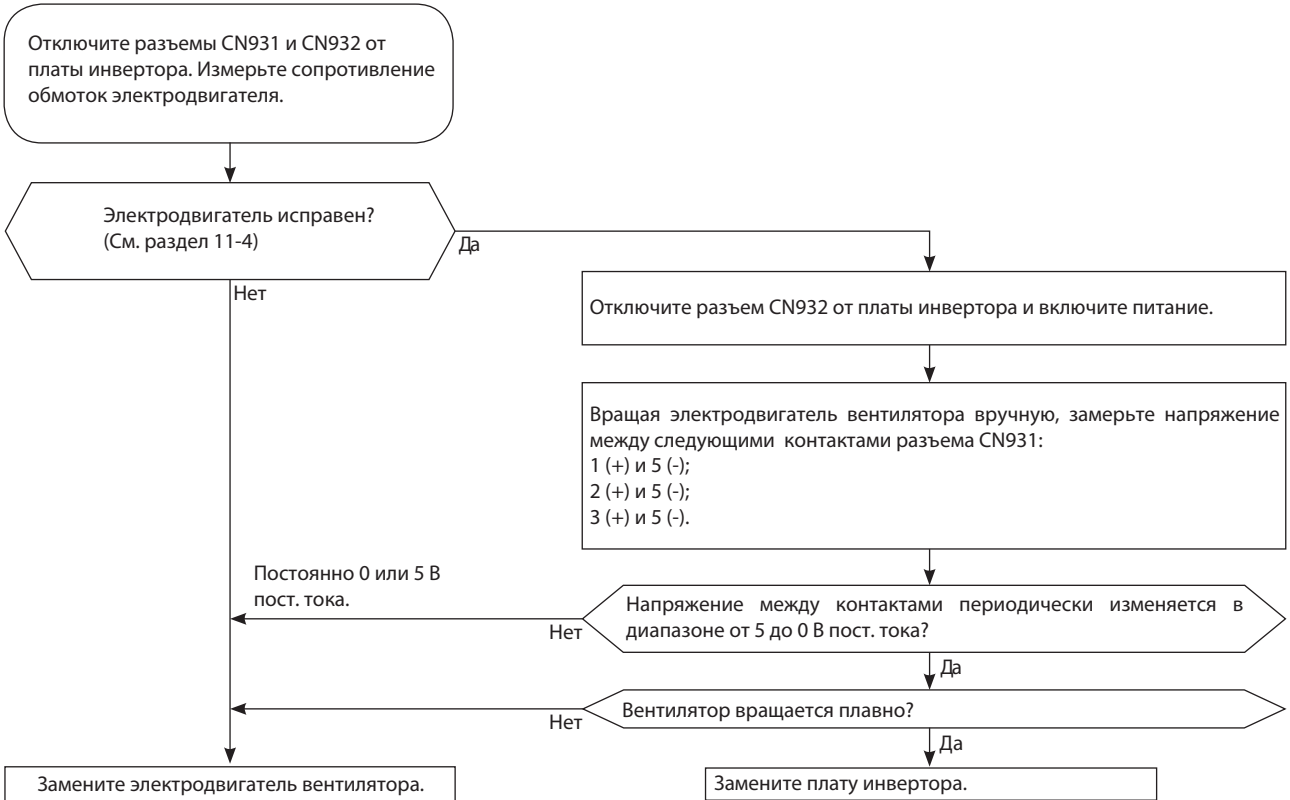 Отключите разъемы CN931 и CN932 от
платы инвертора. Измерьте сопротивление
обмоток электродвигателя.
Электродвигатель исправен?
(См. раздел 11-4)
Да
Нет
Отключите разъем CN932 от платы инвертора и включите питание.
Вращая электродвигатель вентилятора вручную, замерьте напряжение
между следующими контактами разъема CN931:
1 (+) и 5 (-);
2 (+) и 5 (-);
3 (+) и 5 (-).
Постоянно 0 или 5 В
пост. тока.
Напряжение между контактами периодически изменяется в
диапазоне от 5 до 0 В пост. тока?
Нет
Да
Вентилятор вращается плавно?
Нет
Да
Замените электродвигатель вентилятора.
Замените плату инвертора.